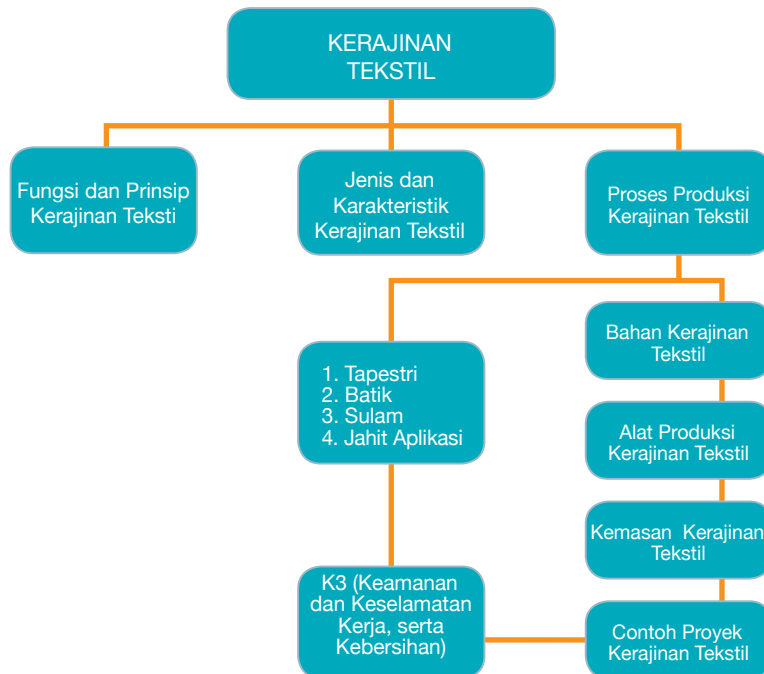 KERAJINAN
TEKSTIL
Fungsi dan Prinsip
Kerajinan Teksti
Jenis dan
Karakteristik
Kerajinan Tekstil
Proses Produksi
Kerajinan Tekstil
1. Tapestri
2. Batik
3. Sulam
4. Jahit Aplikasi
Bahan Kerajinan
Tekstil
Alat Produksi
Kerajinan Tekstil
Kemasan Kerajinan
Tekstil
K3 (Keamanan
dan Keselamatan
Kerja, serta
Kebersihan)
Contoh Proyek
Kerajinan Tekstil